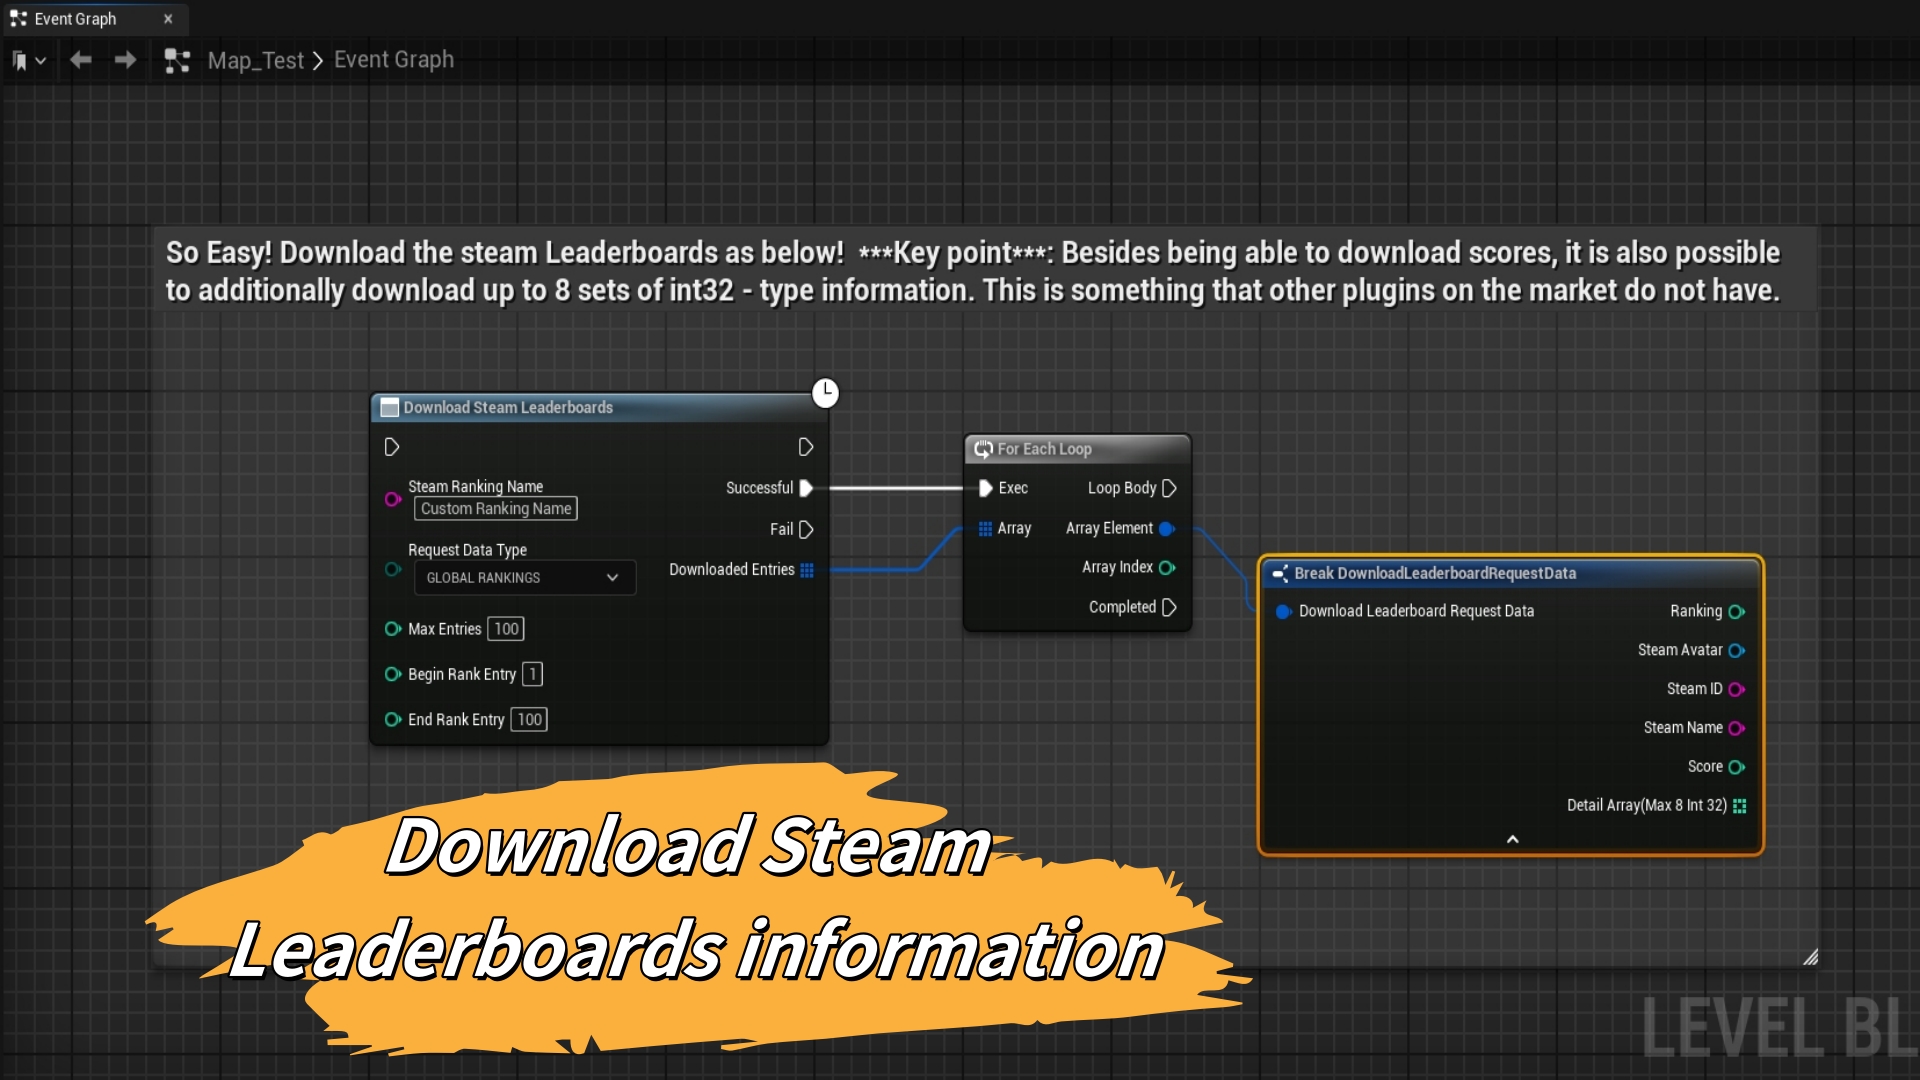 Event Graph
Map_Test > Event Graph
So Easy! Download the steam Leaderboards as below! ***Key point***: Besides being able to download scores, it is also possible
to additionally download up to 8 sets of int32 - type information. This is something that other plugins on the market do not have.
Download Steam Leaderboards
Steam Ranking Name
Custom Ranking Name
Request Data Type
GLOBAL RANKINGS
Max Entries 100
Begin Rank Entry 1
End Rank Entry 100
Successful
Fail
Downloaded Entries
For Each Loop
Exec
Loop Body
Array
Array Element
Array Index
Completed
Break DownloadLeaderboardRequestData
Download Leaderboard Request Data
Ranking
Steam Avatar
Steam ID
Steam Name
Score
Detail Array(Max 8 Int 32)
Download Steam
Leaderboards information
LEVEL BL